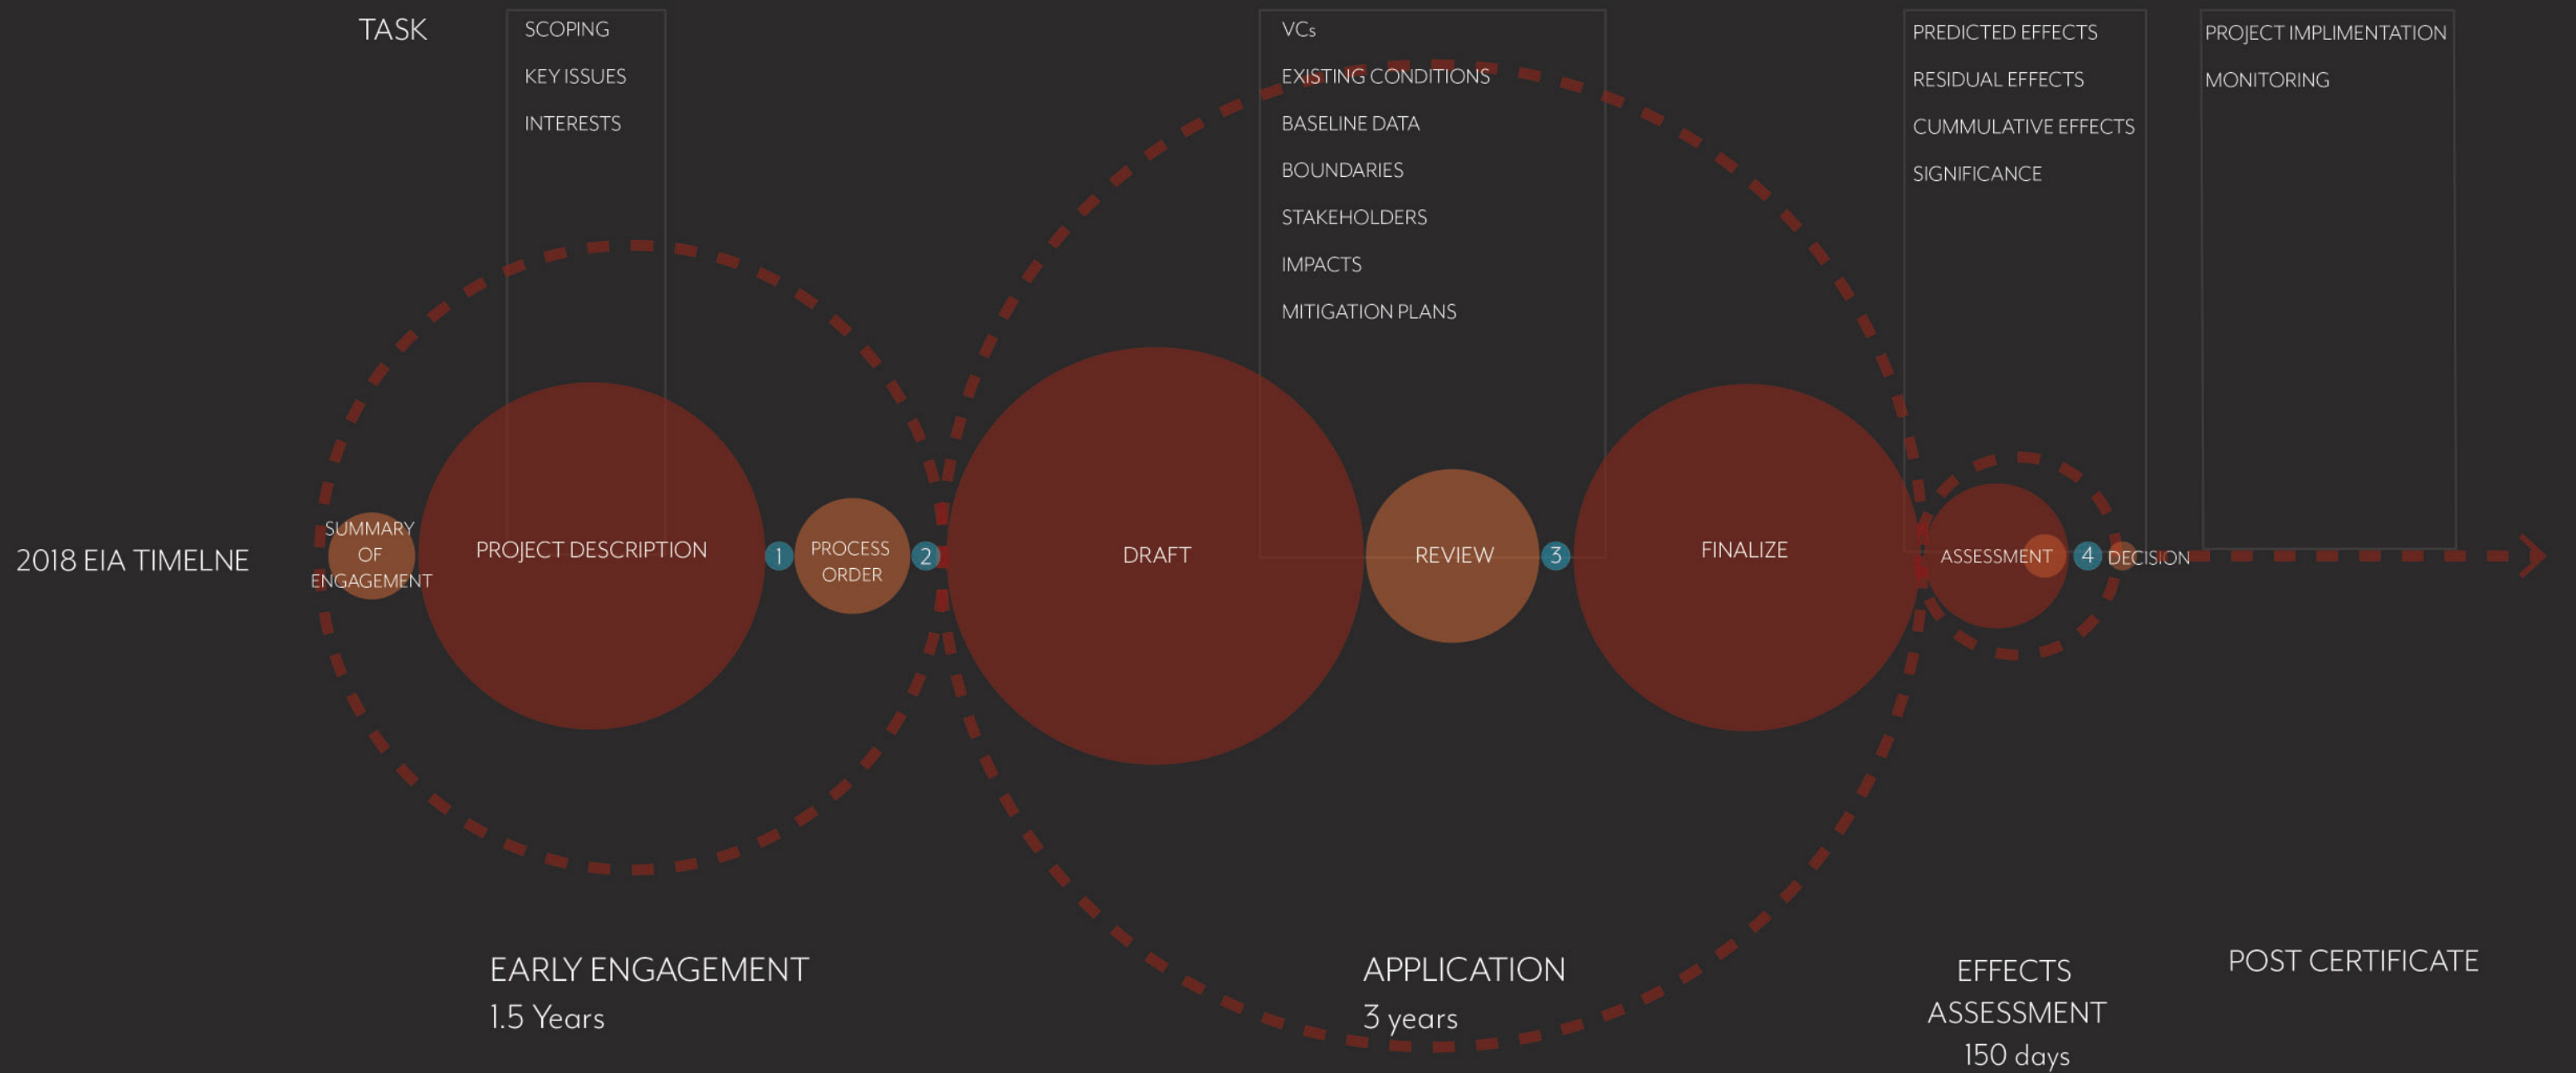 TASK
SCOPING
KEY ISSUES
INTERESTS
VCs
EXISTING CONDITIONS
BASELINE DATA
BOUNDARIES
STAKEHOLDERS
IMPACTS
MITIGATION PLANS
PREDICTED EFFECTS
RESIDUAL EFFECTS
CUMMULATIVE EFFECTS
SIGNIFICANCE
PROJECT IMPLIMENTATION
MONITORING
2018 EIA TIMELNE
SUMMARY
OF
ENGAGEMENT
PROJECT DESCRIPTION
1
PROCESS
ORDER
2
DRAFT
REVIEW
3
FINALIZE
ASSESSMENT
4
DECISION
EARLY ENGAGEMENT
1.5 Years
APPLICATION
3 years
EFFECTS
ASSESSMENT
150 days
POST CERTIFICATE